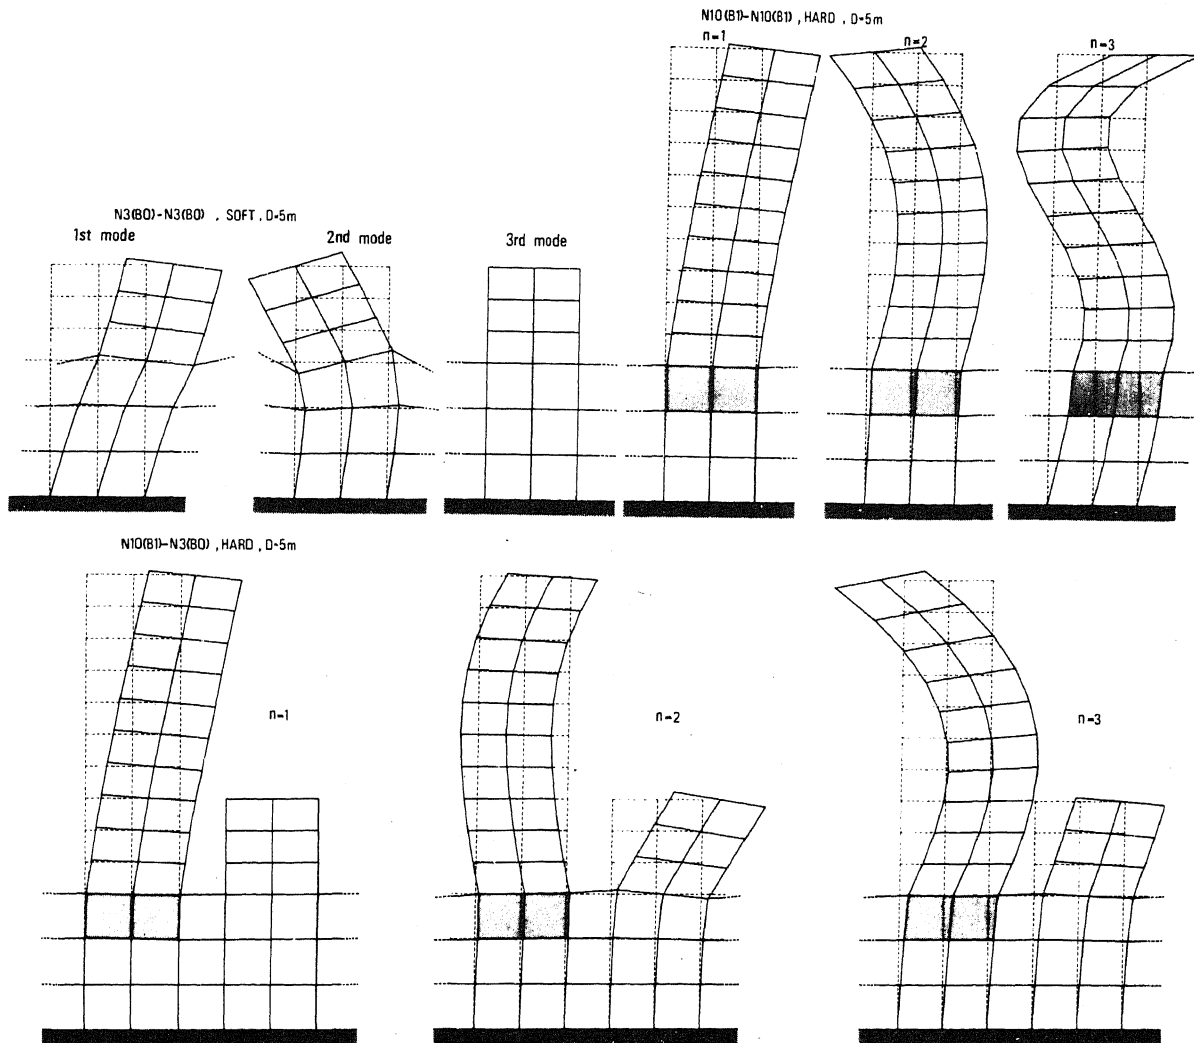 N10(B1)-N10(B1) , HARD , D=5m
n=1
n=2
n=3
N3(B0)-N3(B0) , SOFT , D=5m
1st mode
2nd mode
3rd mode
N10(B1)-N3(B0) , HARD , D=5m
n=1
n=2
n=3